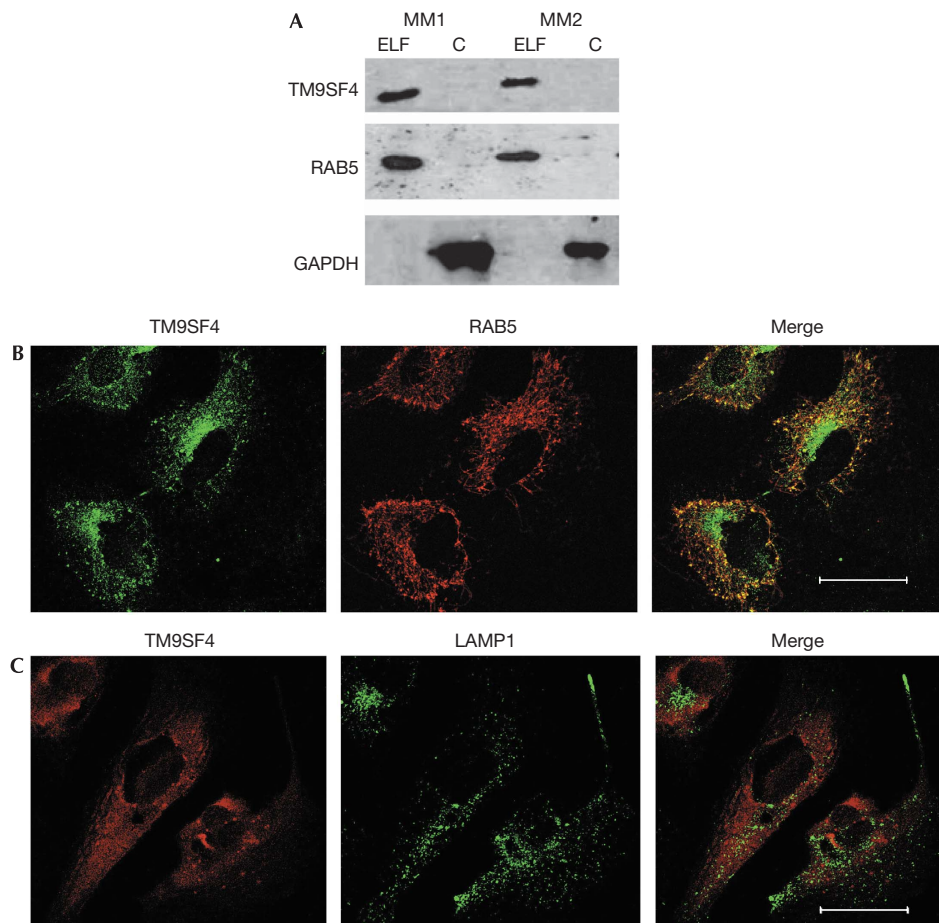 A
MM1 MM2
ELF C ELF C
TM9SF4
RAB5
GAPDH
TM9SF4 RAB5 Merge
B
TM9SF4 LAMP1 Merge
C